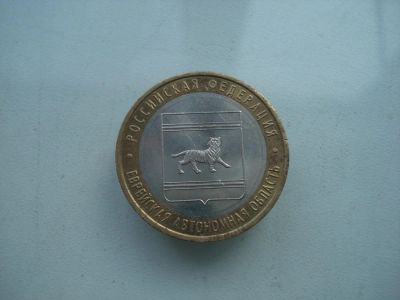 РОССИЙСКАЯ ФЕДЕРАЦИЯ
ЕВРЕЙСКАЯ АВТОНОМНАЯ ОБЛАСТЬ